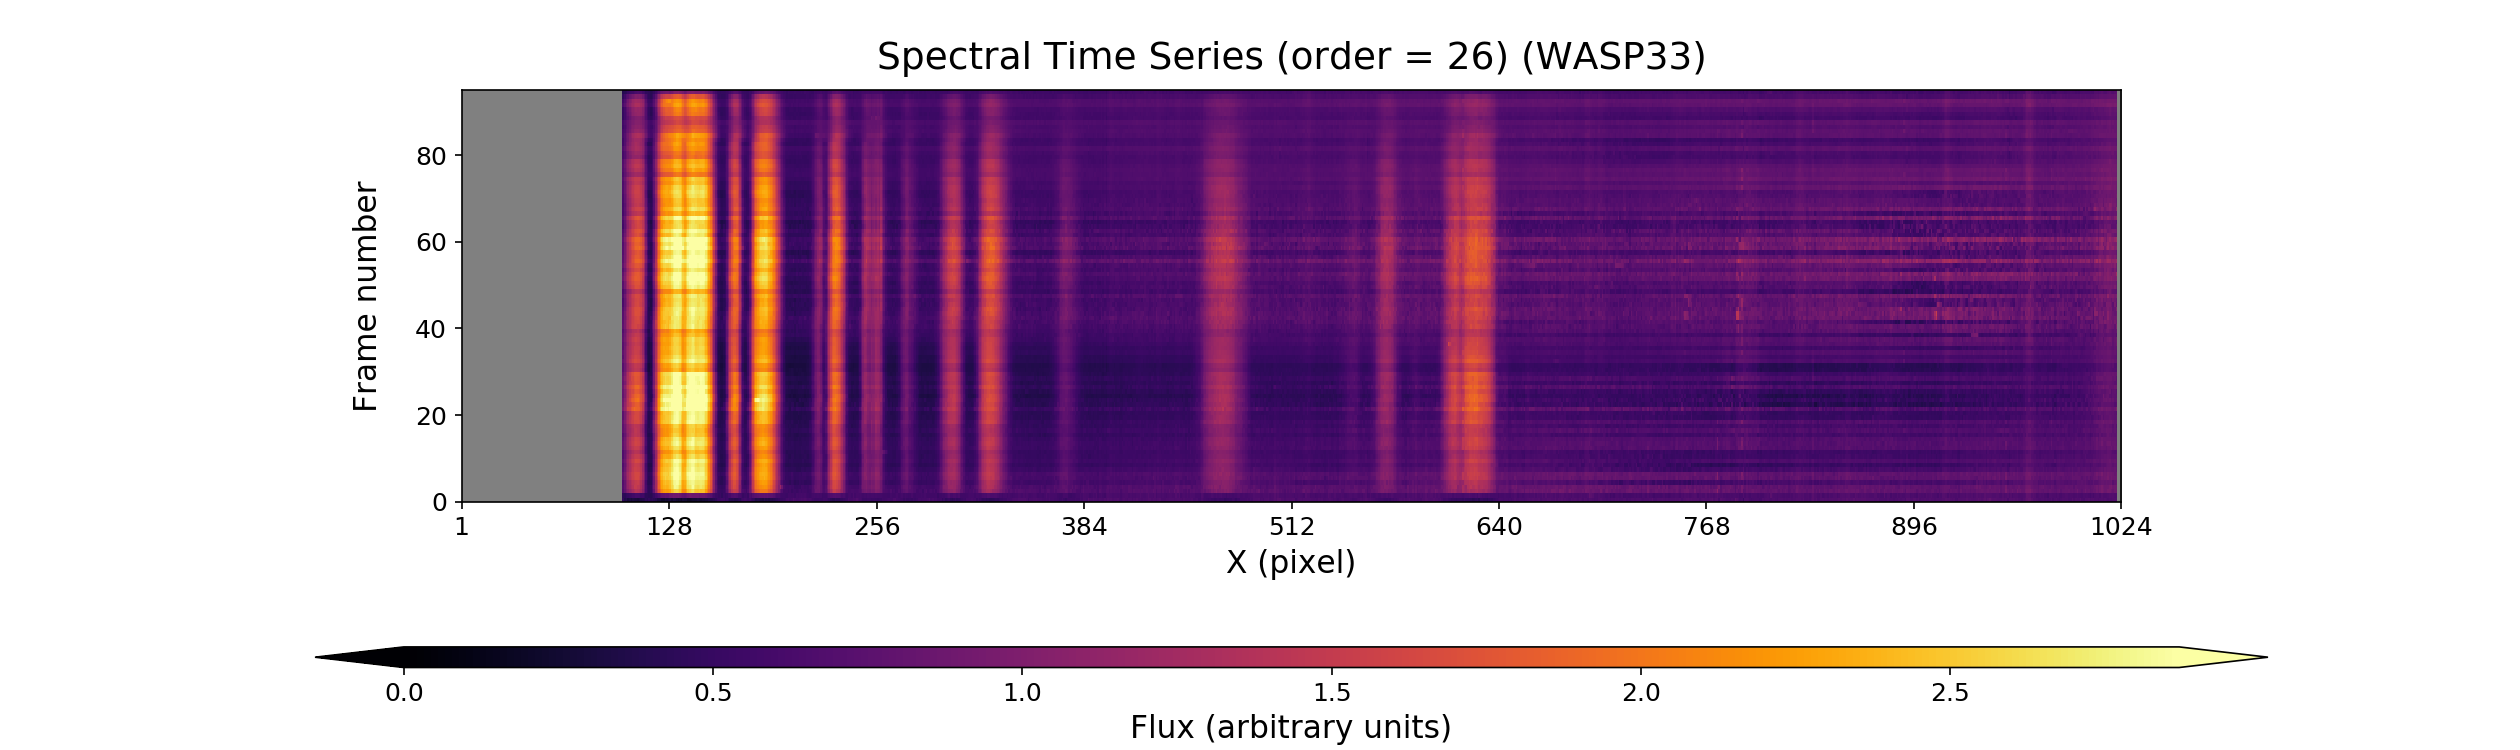 Spectral Time Series (order = 26) (WASP33)
Frame number
80
60
40
20
0
1 128 256 384 512 640 768 896 1024
X (pixel)
0.0 0.5 1.0 1.5 2.0 2.5
Flux (arbitrary units)